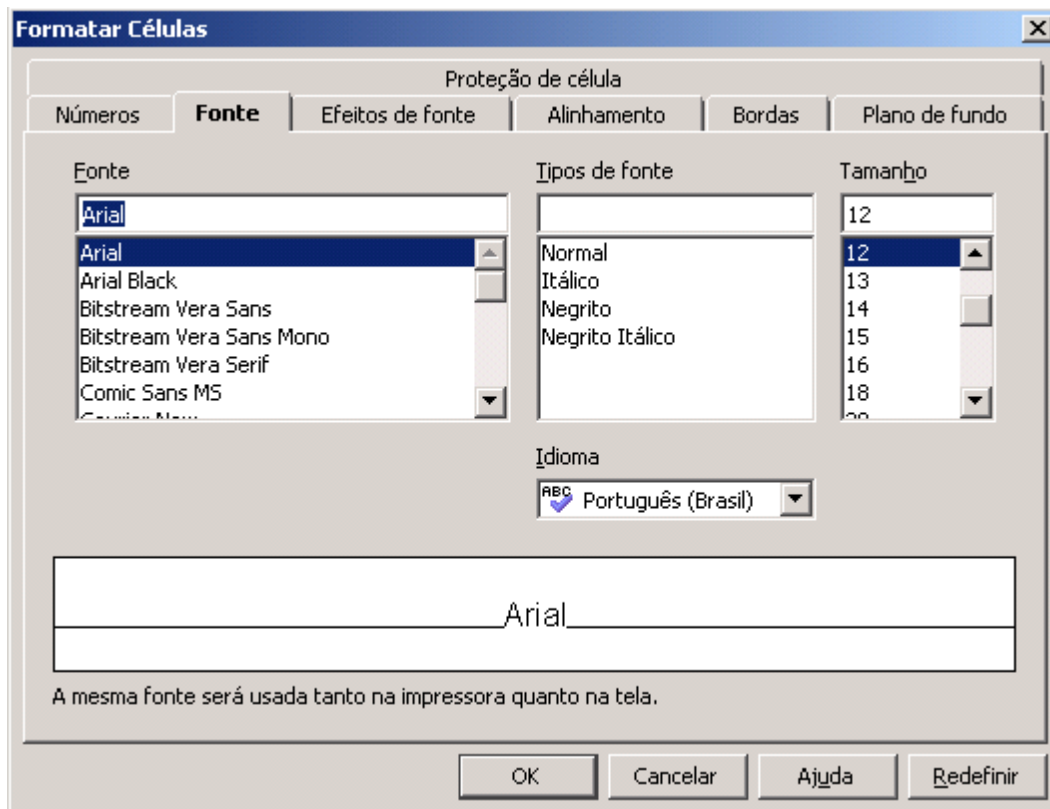 Formatar Células
Proteção de célula
Números Fonte Efeitos de fonte Alinhamento Bordas Plano de fundo
Fonte Tipos de fonte Tamanho
Arial 12
Arial Normal 12
Arial Black Itálico 13
Bitstream Vera Sans Negrito 14
Bitstream Vera Sans Mono Negrito Itálico 15
Bitstream Vera Serif 16
Comic Sans MS 18
Idioma
ABC Português (Brasil)
Arial
A mesma fonte será usada tanto na impressora quanto na tela.
OK Cancelar Ajuda Redefinir